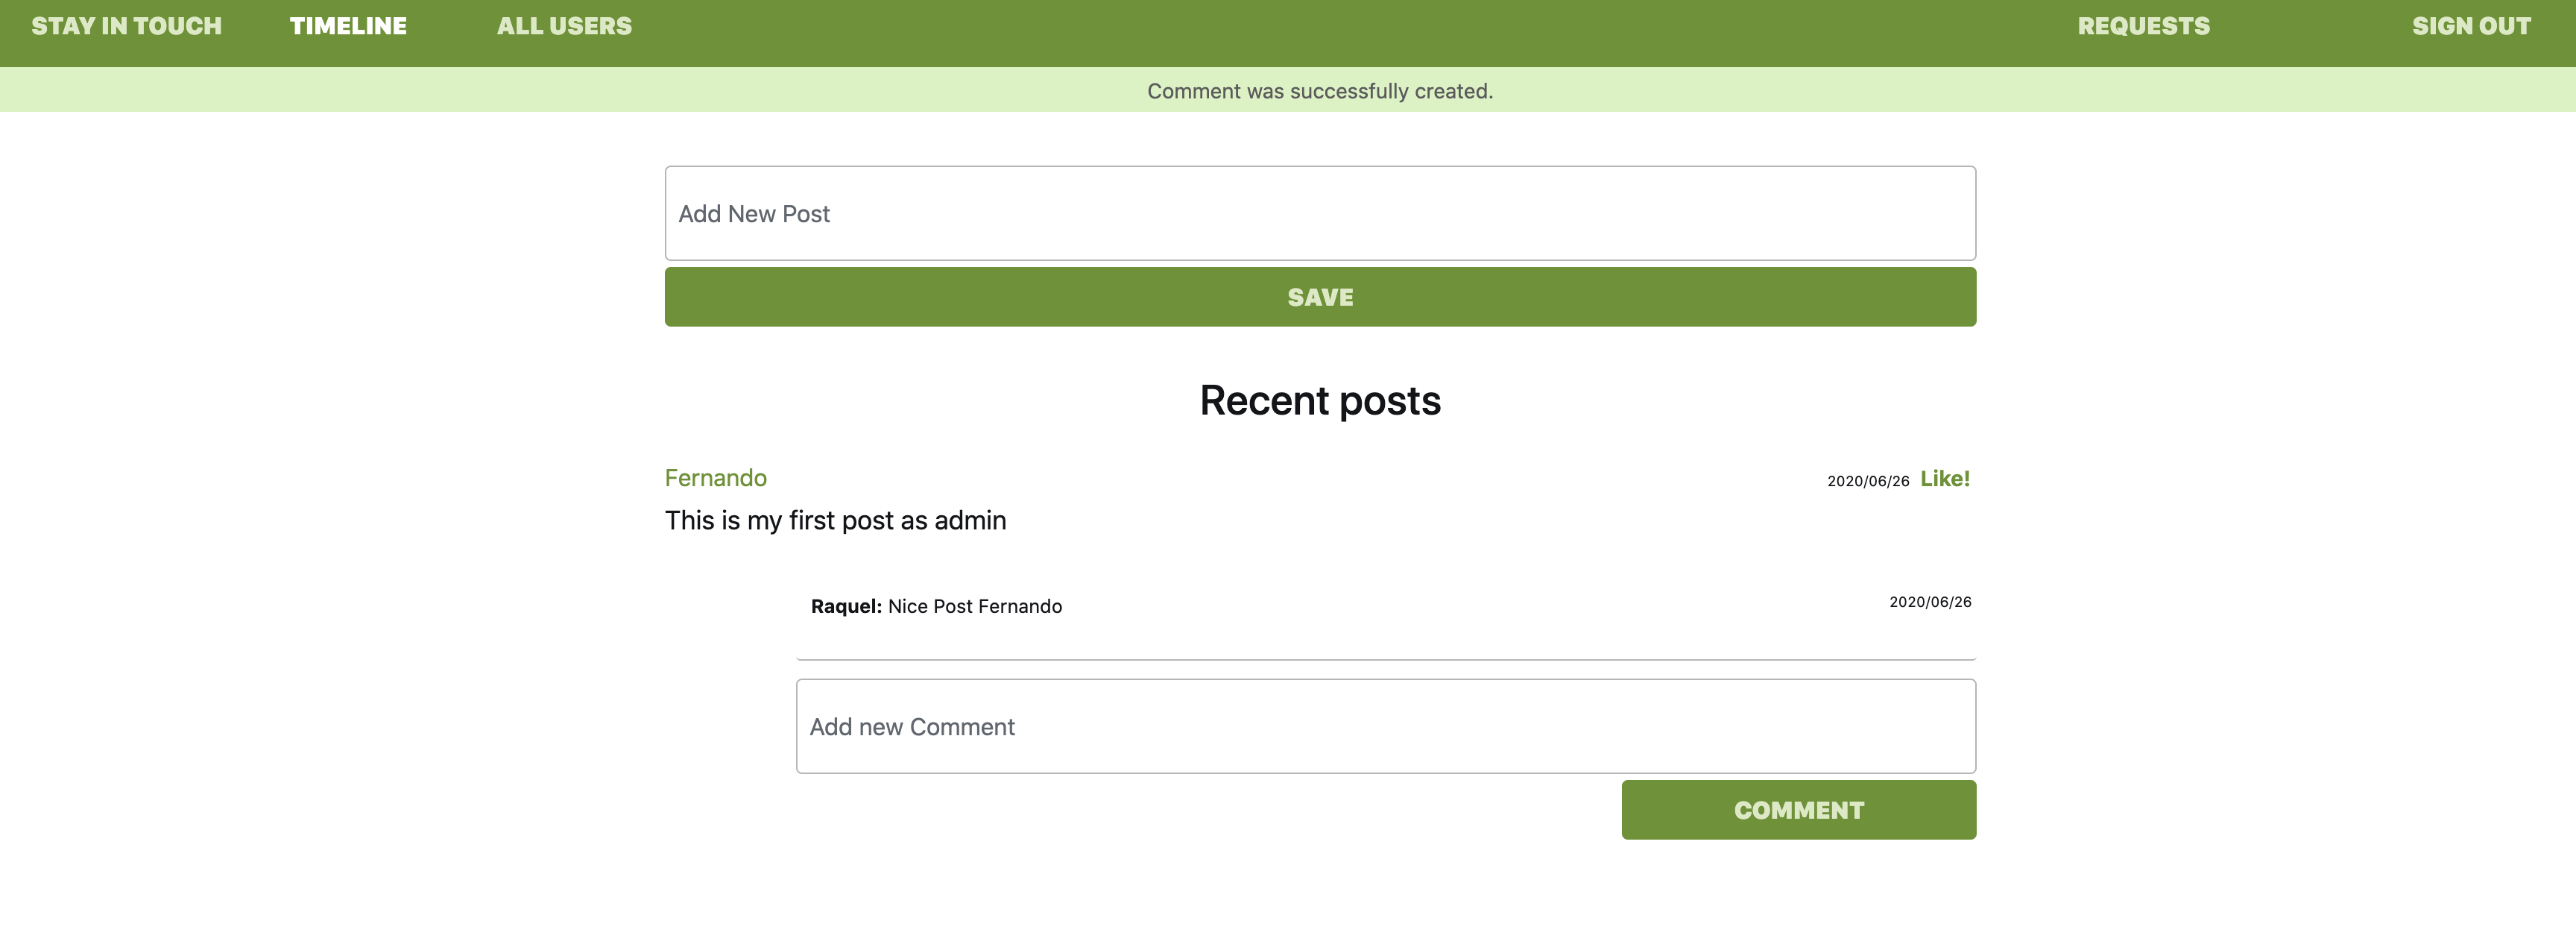 STAY IN TOUCH TIMELINE ALL USERS REQUESTS SIGN OUT
Comment was successfully created.
Add New Post
SAVE
Recent posts
Fernando 2020/06/26 Like!
This is my first post as admin
Raquel: Nice Post Fernando 2020/06/26
Add new Comment
COMMENT